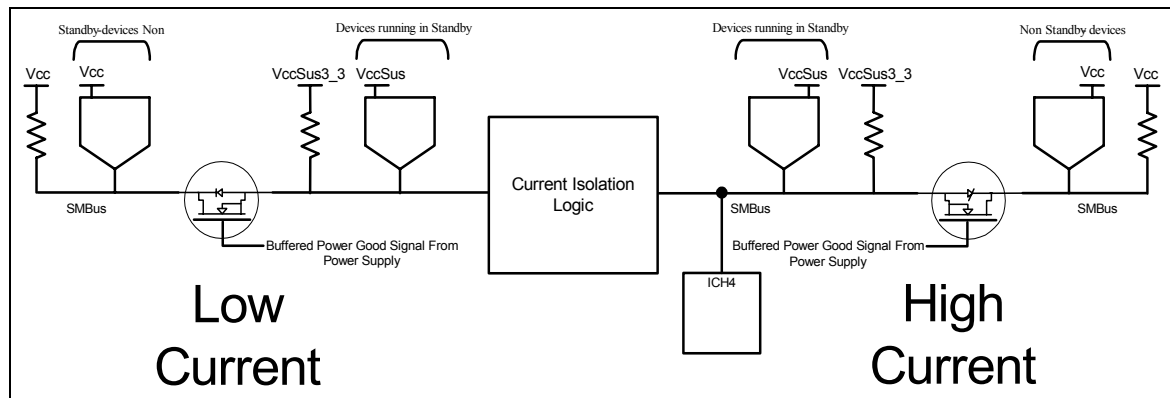 Standby-devices Non
Devices running in Standby
Devices running in Standby
Non Standby devices
Vcc
Vcc
VccSus3_3
VccSus
VccSus
VccSus3_3
Vcc
Vcc
Current Isolation
Logic
SMBus
SMBus
SMBus
Buffered Power Good Signal From
Power Supply
Buffered Power Good Signal From
Power Supply
ICH4
Low
Current
High
Current